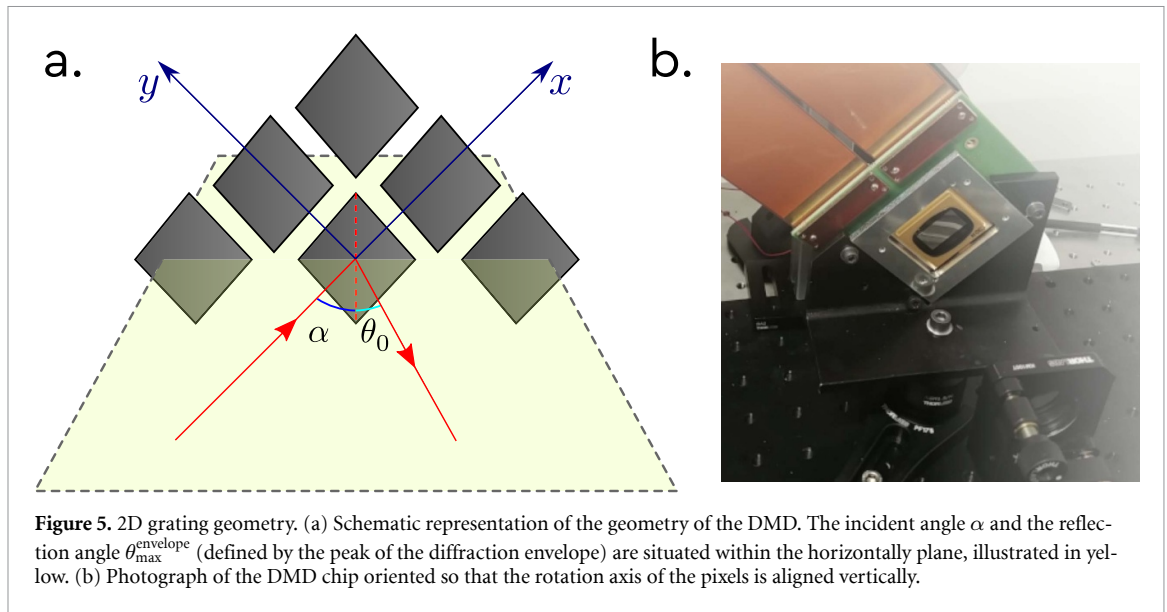 a.
b.
y
x
α
θ0
Figure 5. 2D grating geometry. (a) Schematic representation of the geometry of the DMD. The incident angle α and the reflec-
tion angle θ_max^envelope (defined by the peak of the diffraction envelope) are situated within the horizontally plane, illustrated in yel-
low. (b) Photograph of the DMD chip oriented so that the rotation axis of the pixels is aligned vertically.